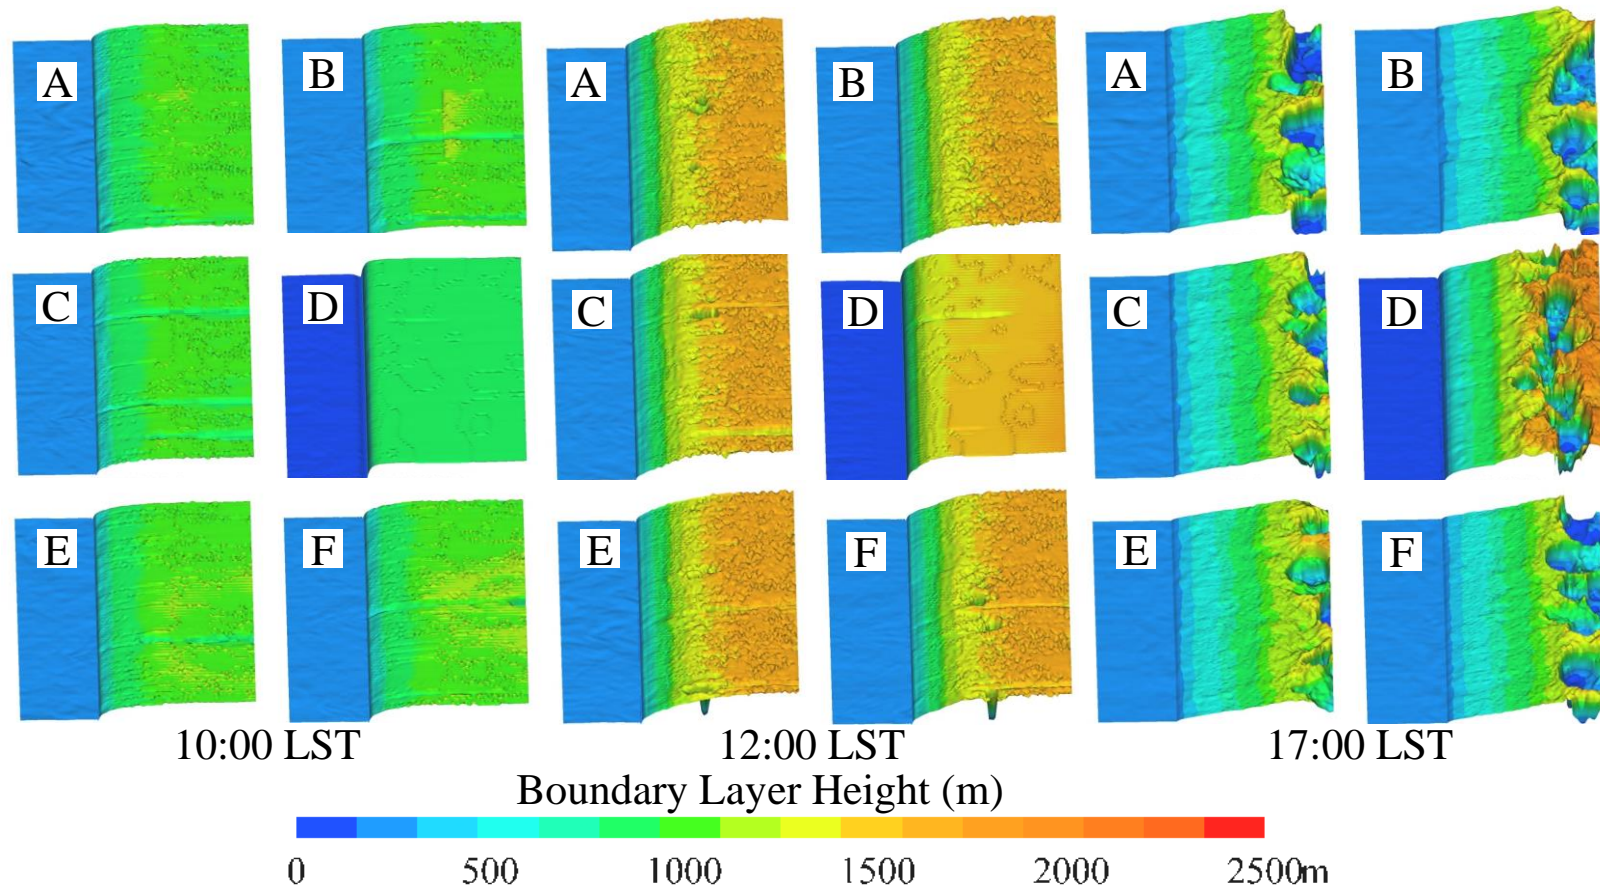 A B A B A B
C D C D C D
E F E F E F
10:00 LST 12:00 LST 17:00 LST
Boundary Layer Height (m)
0 500 1000 1500 2000 2500m